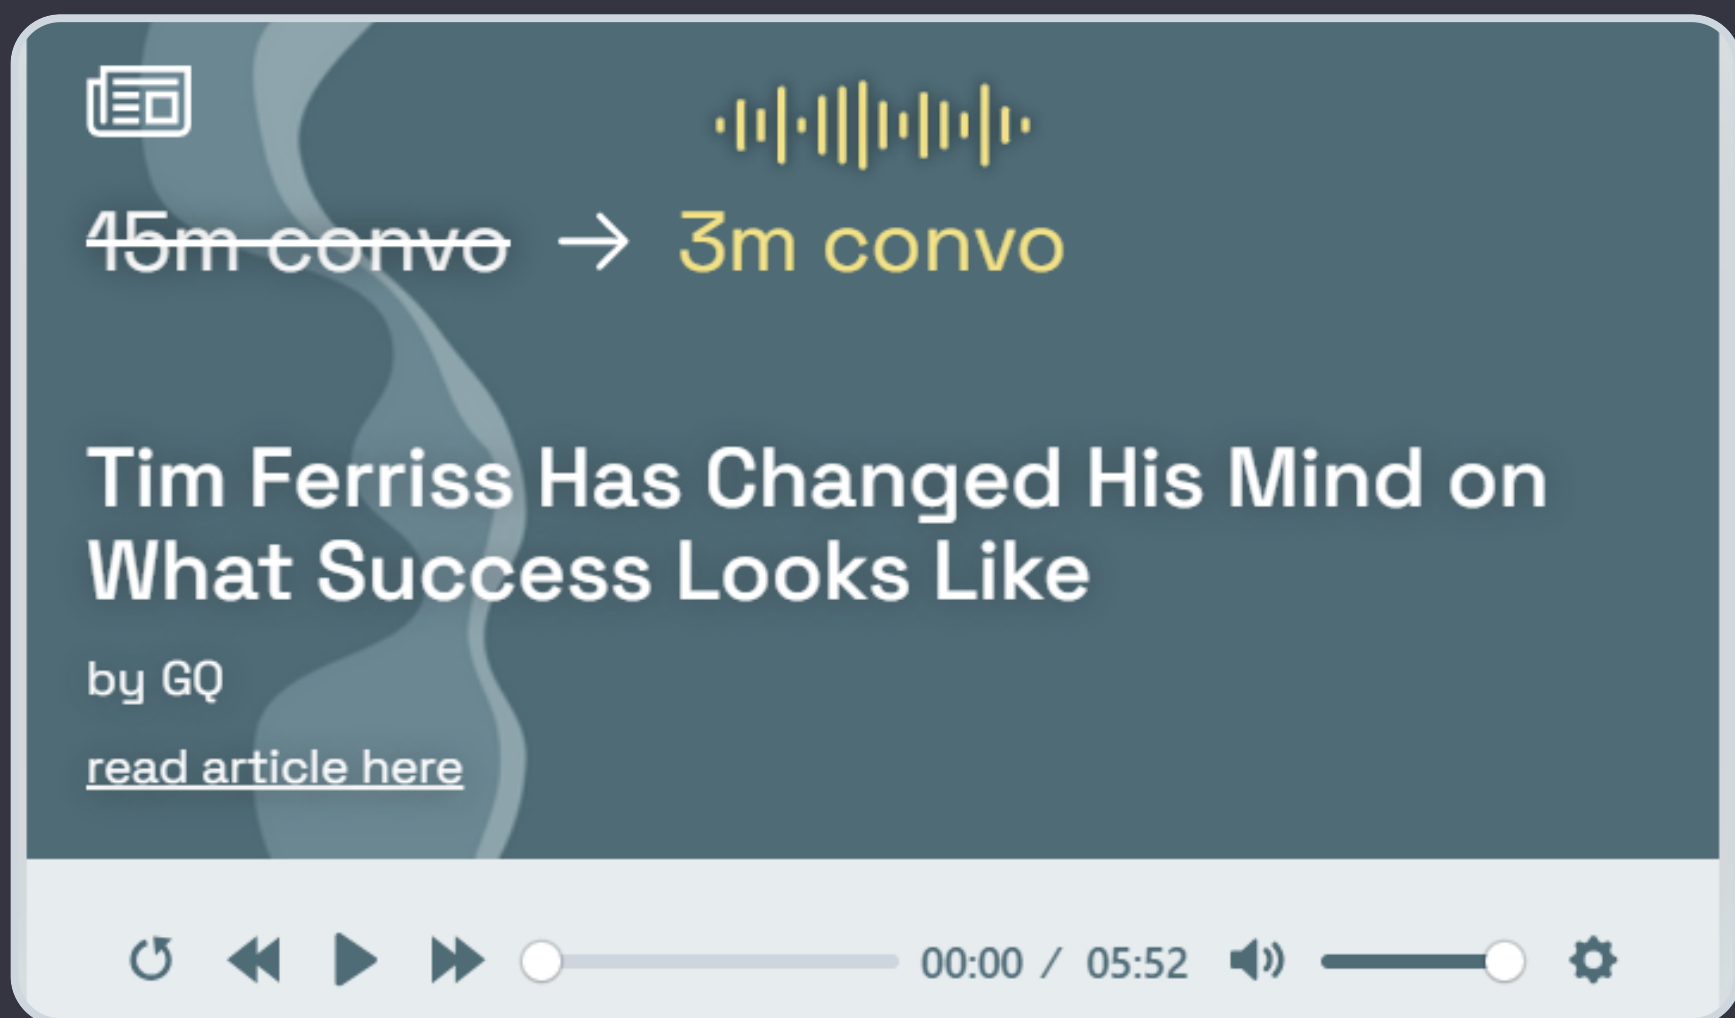 45m convo → 3m convo
Tim Ferriss Has Changed His Mind on
What Success Looks Like
by GQ
read article here
00:00 / 05:52